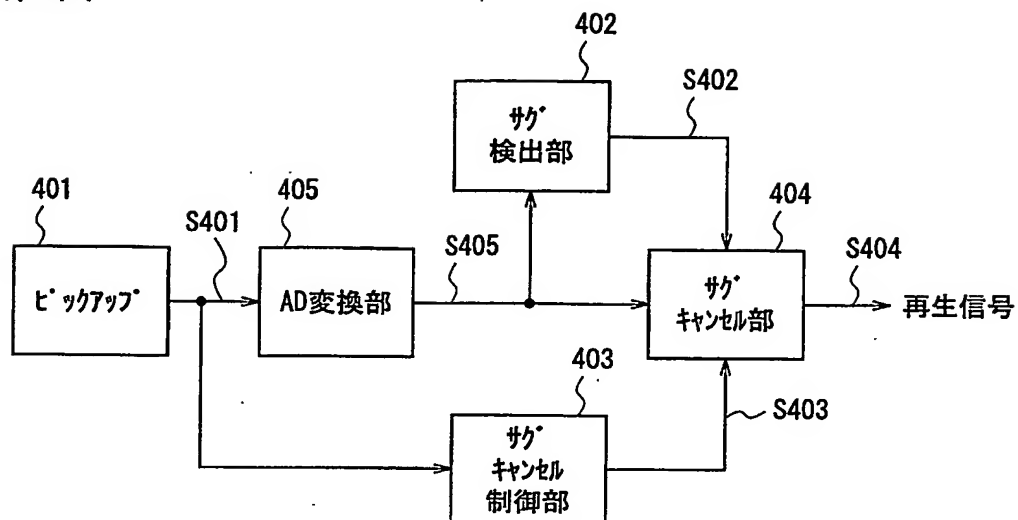 402
S402
サグ
検出部
401
S401
405
S405
404
S404
ピックアップ
AD変換部
サグ
キャンセル部
再生信号
403
S403
サグ
キャンセル
制御部